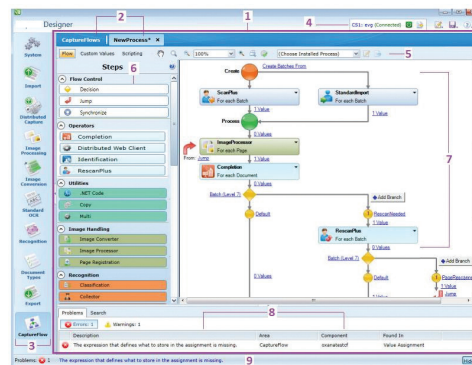 Designer
1
2
CaptureFlows
NewProcess* ×
4
CS1: svg (Connected)
Flow
Custom Values
Scripting
100%
(Choose Installed Process)
5
System
Import
Distributed Capture
Image Processing
Image Conversion
Standard OCR
Recognition
Document Types
Export
CaptureFlow
3
Steps
6
Flow Control
Decision
Jump
Synchronize
Operators
Completion
Distributed Web Client
Identification
RescanPlus
Utilities
.NET Code
Copy
Multi
Image Handling
Image Converter
Image Processor
Page Registration
Recognition
Classification
Collector
Create
Create Batches From
ScanPlus
For each Batch
StandardImport
For each Batch
1 Value
1 Value
Process
0 Values
ImageProcessor
For each Page
From: Jump
1 Value
Completion
For each Document
0 Values
7
Batch (Level 7)
Add Branch
Default
RescanNeeded
1 Value
RescanPlus
For each Batch
0 Values
Batch (Level 7)
Add Branch
Default
0 Values
1 Value
Jump
Problems
Search
8
Errors: 1
Warnings: 1
Description
Area
Component
Found In
The expression that defines what to store in the assignment is missing.
CaptureFlow
Value Assignment
Problems: 1
The expression that defines what to store in the assignment is missing.
9